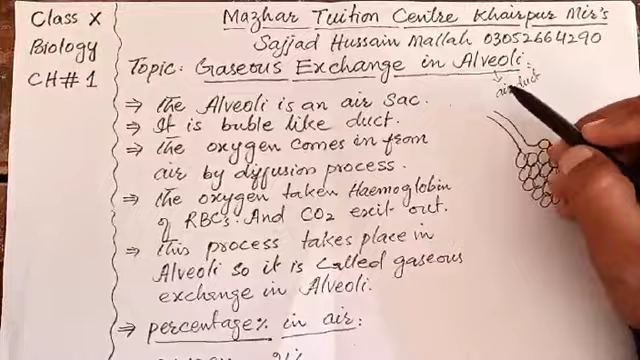 Class X
Biology
CH# 1
Mazhar Tuition Centre Khairpur Mir's
Sajjad Hussain Mallah 03052664290
Topic: Gaseous Exchange in Alveoli:
air duct
⇒ the Alveoli is an air sac.
⇒ It is buble like duct.
⇒ the oxygen comes in from
air by diffusion process.
⇒ the oxygen taken Haemoglobin
of RBCs. And CO2 exit out.
⇒ this process takes place in
Alveoli so it is called gaseous
exchange in Alveoli.
⇒ percentage% in air: